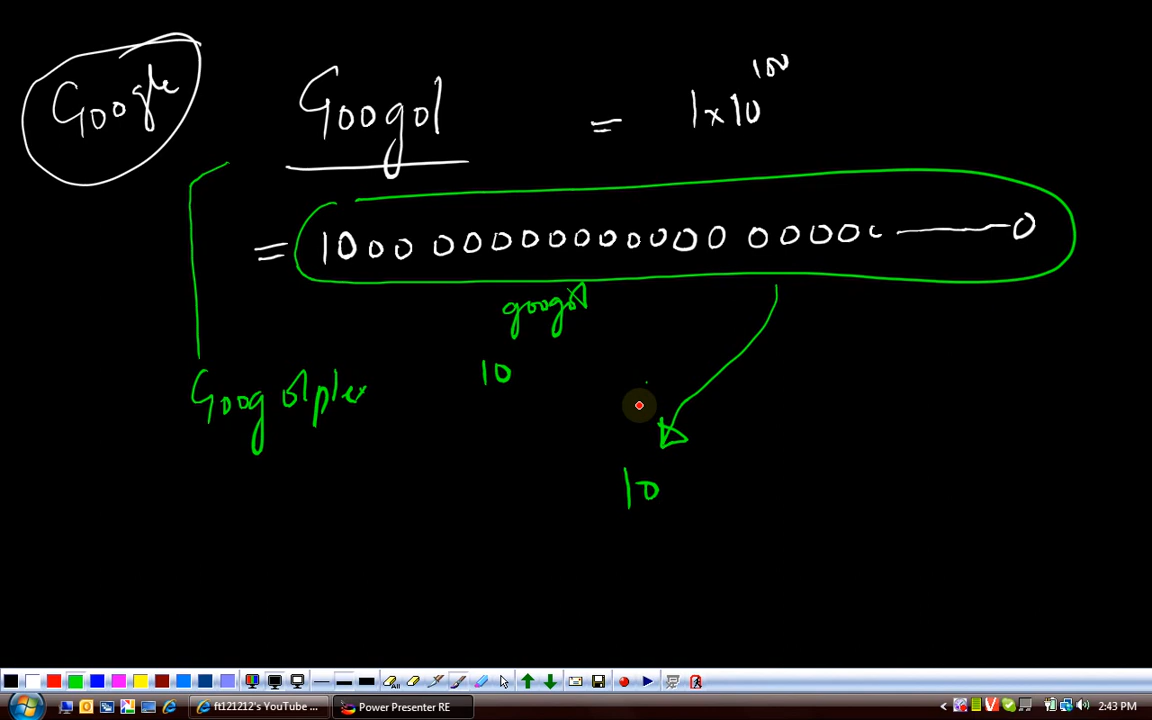 Google
Googol = 1x10^100
= 1000 00000000000 00000 0
googol
10
Googolplex
10
ft121212's YouTube ...
Power Presenter RE
2:43 PM